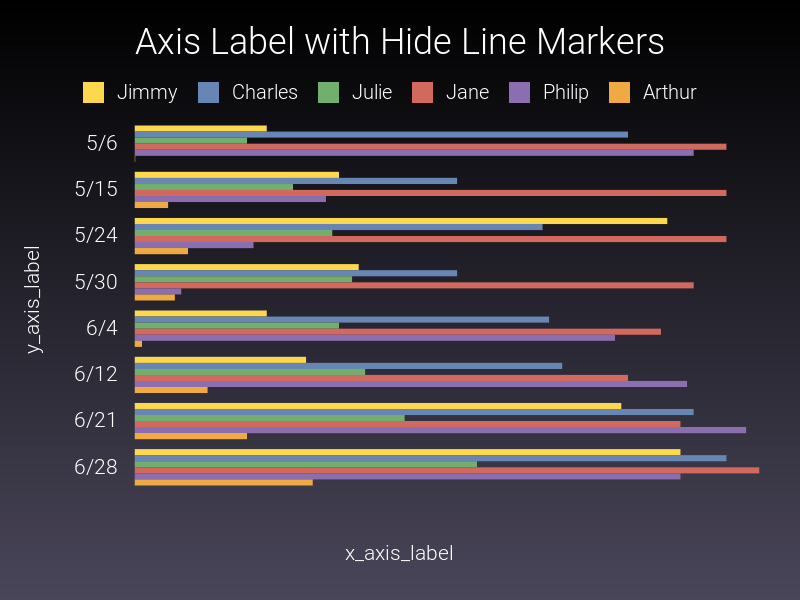 Axis Label with Hide Line Markers
Jimmy Charles Julie Jane Philip Arthur
5/6
5/15
5/24
5/30
6/4
6/12
6/21
6/28
y_axis_label
x_axis_label